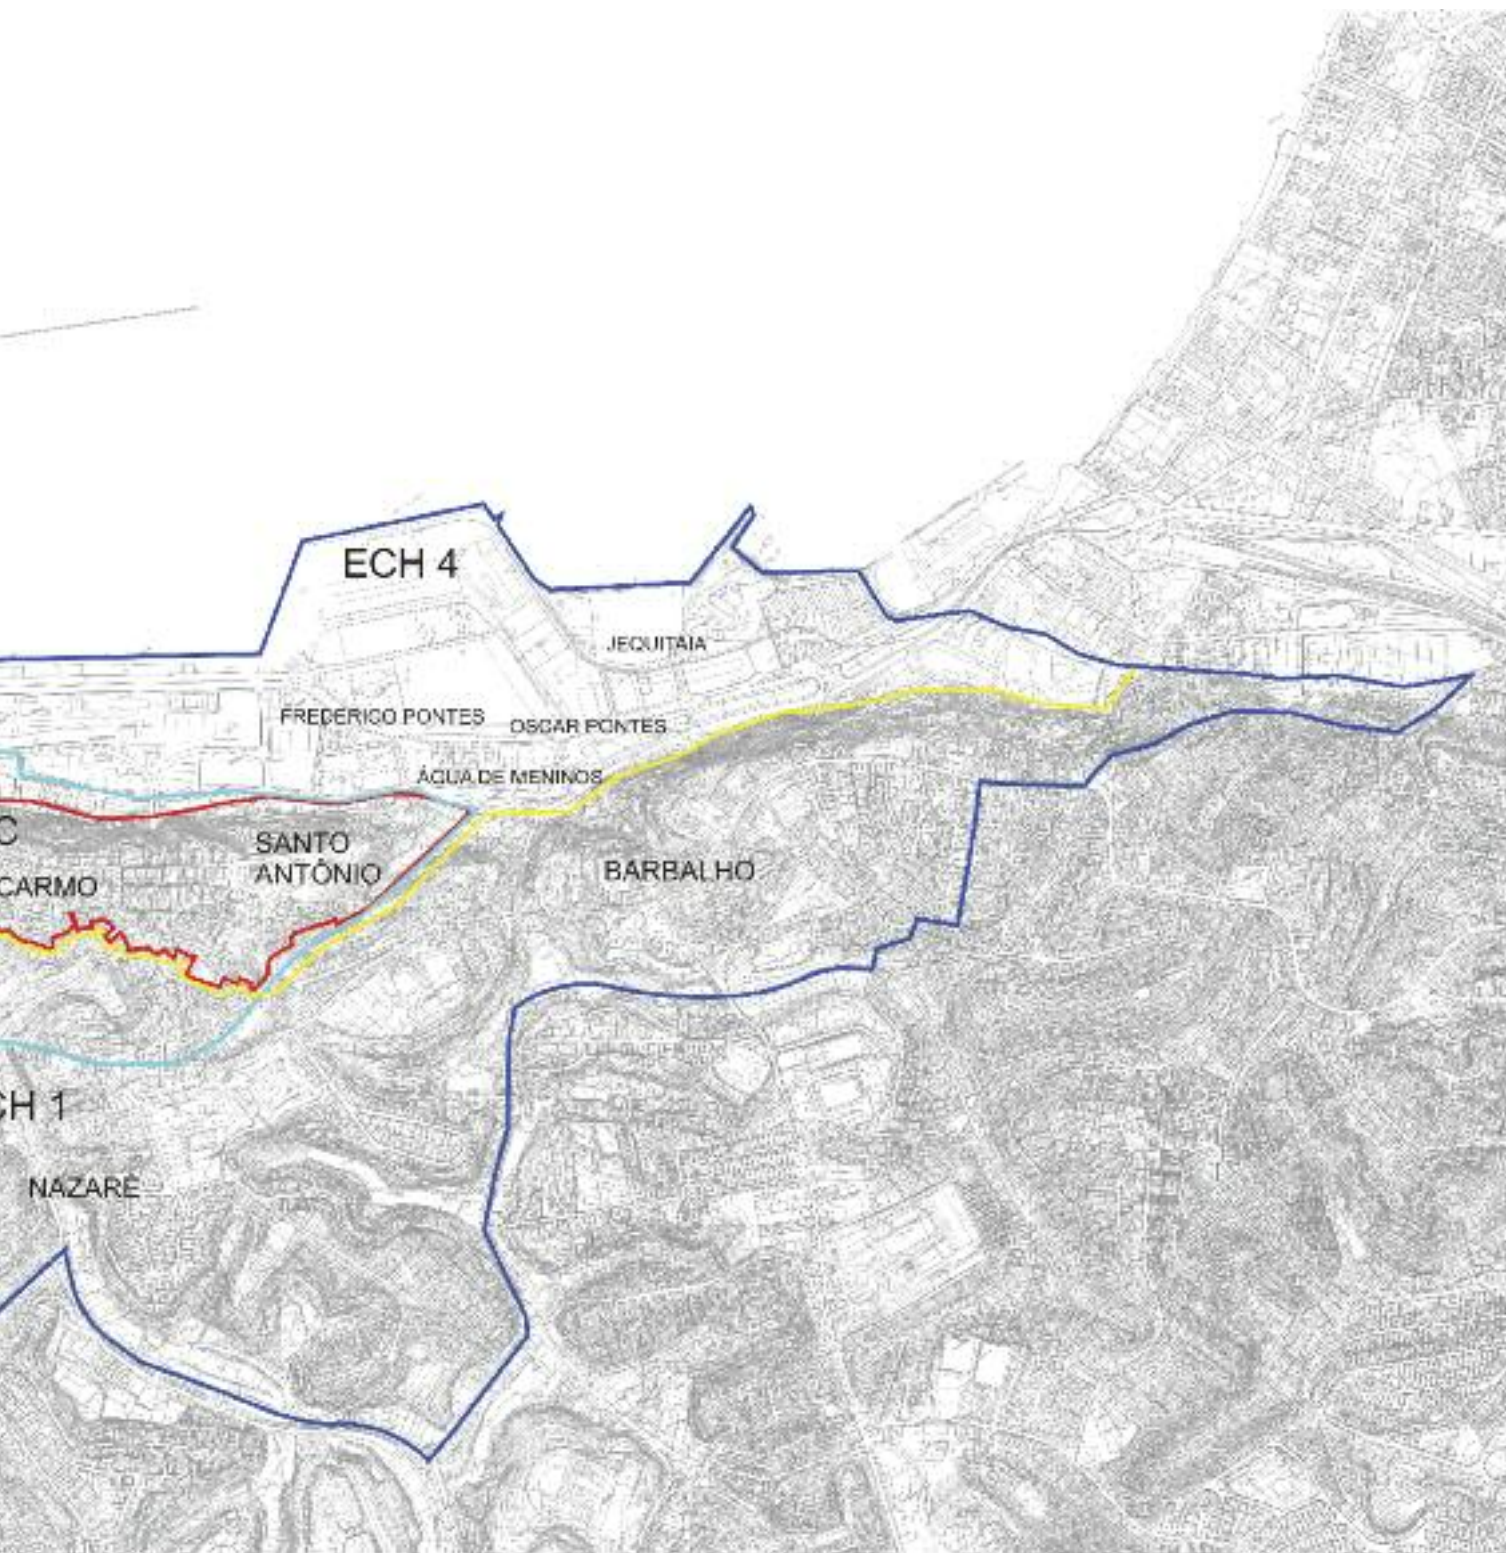 ECH 4
JEQUITAIA
FREDERICO PONTES
OSCAR PONTES
ÁGUA DE MENINOS
C
SANTO
ANTÔNIO
CARMO
BARBALHO
CH 1
NAZARÉ